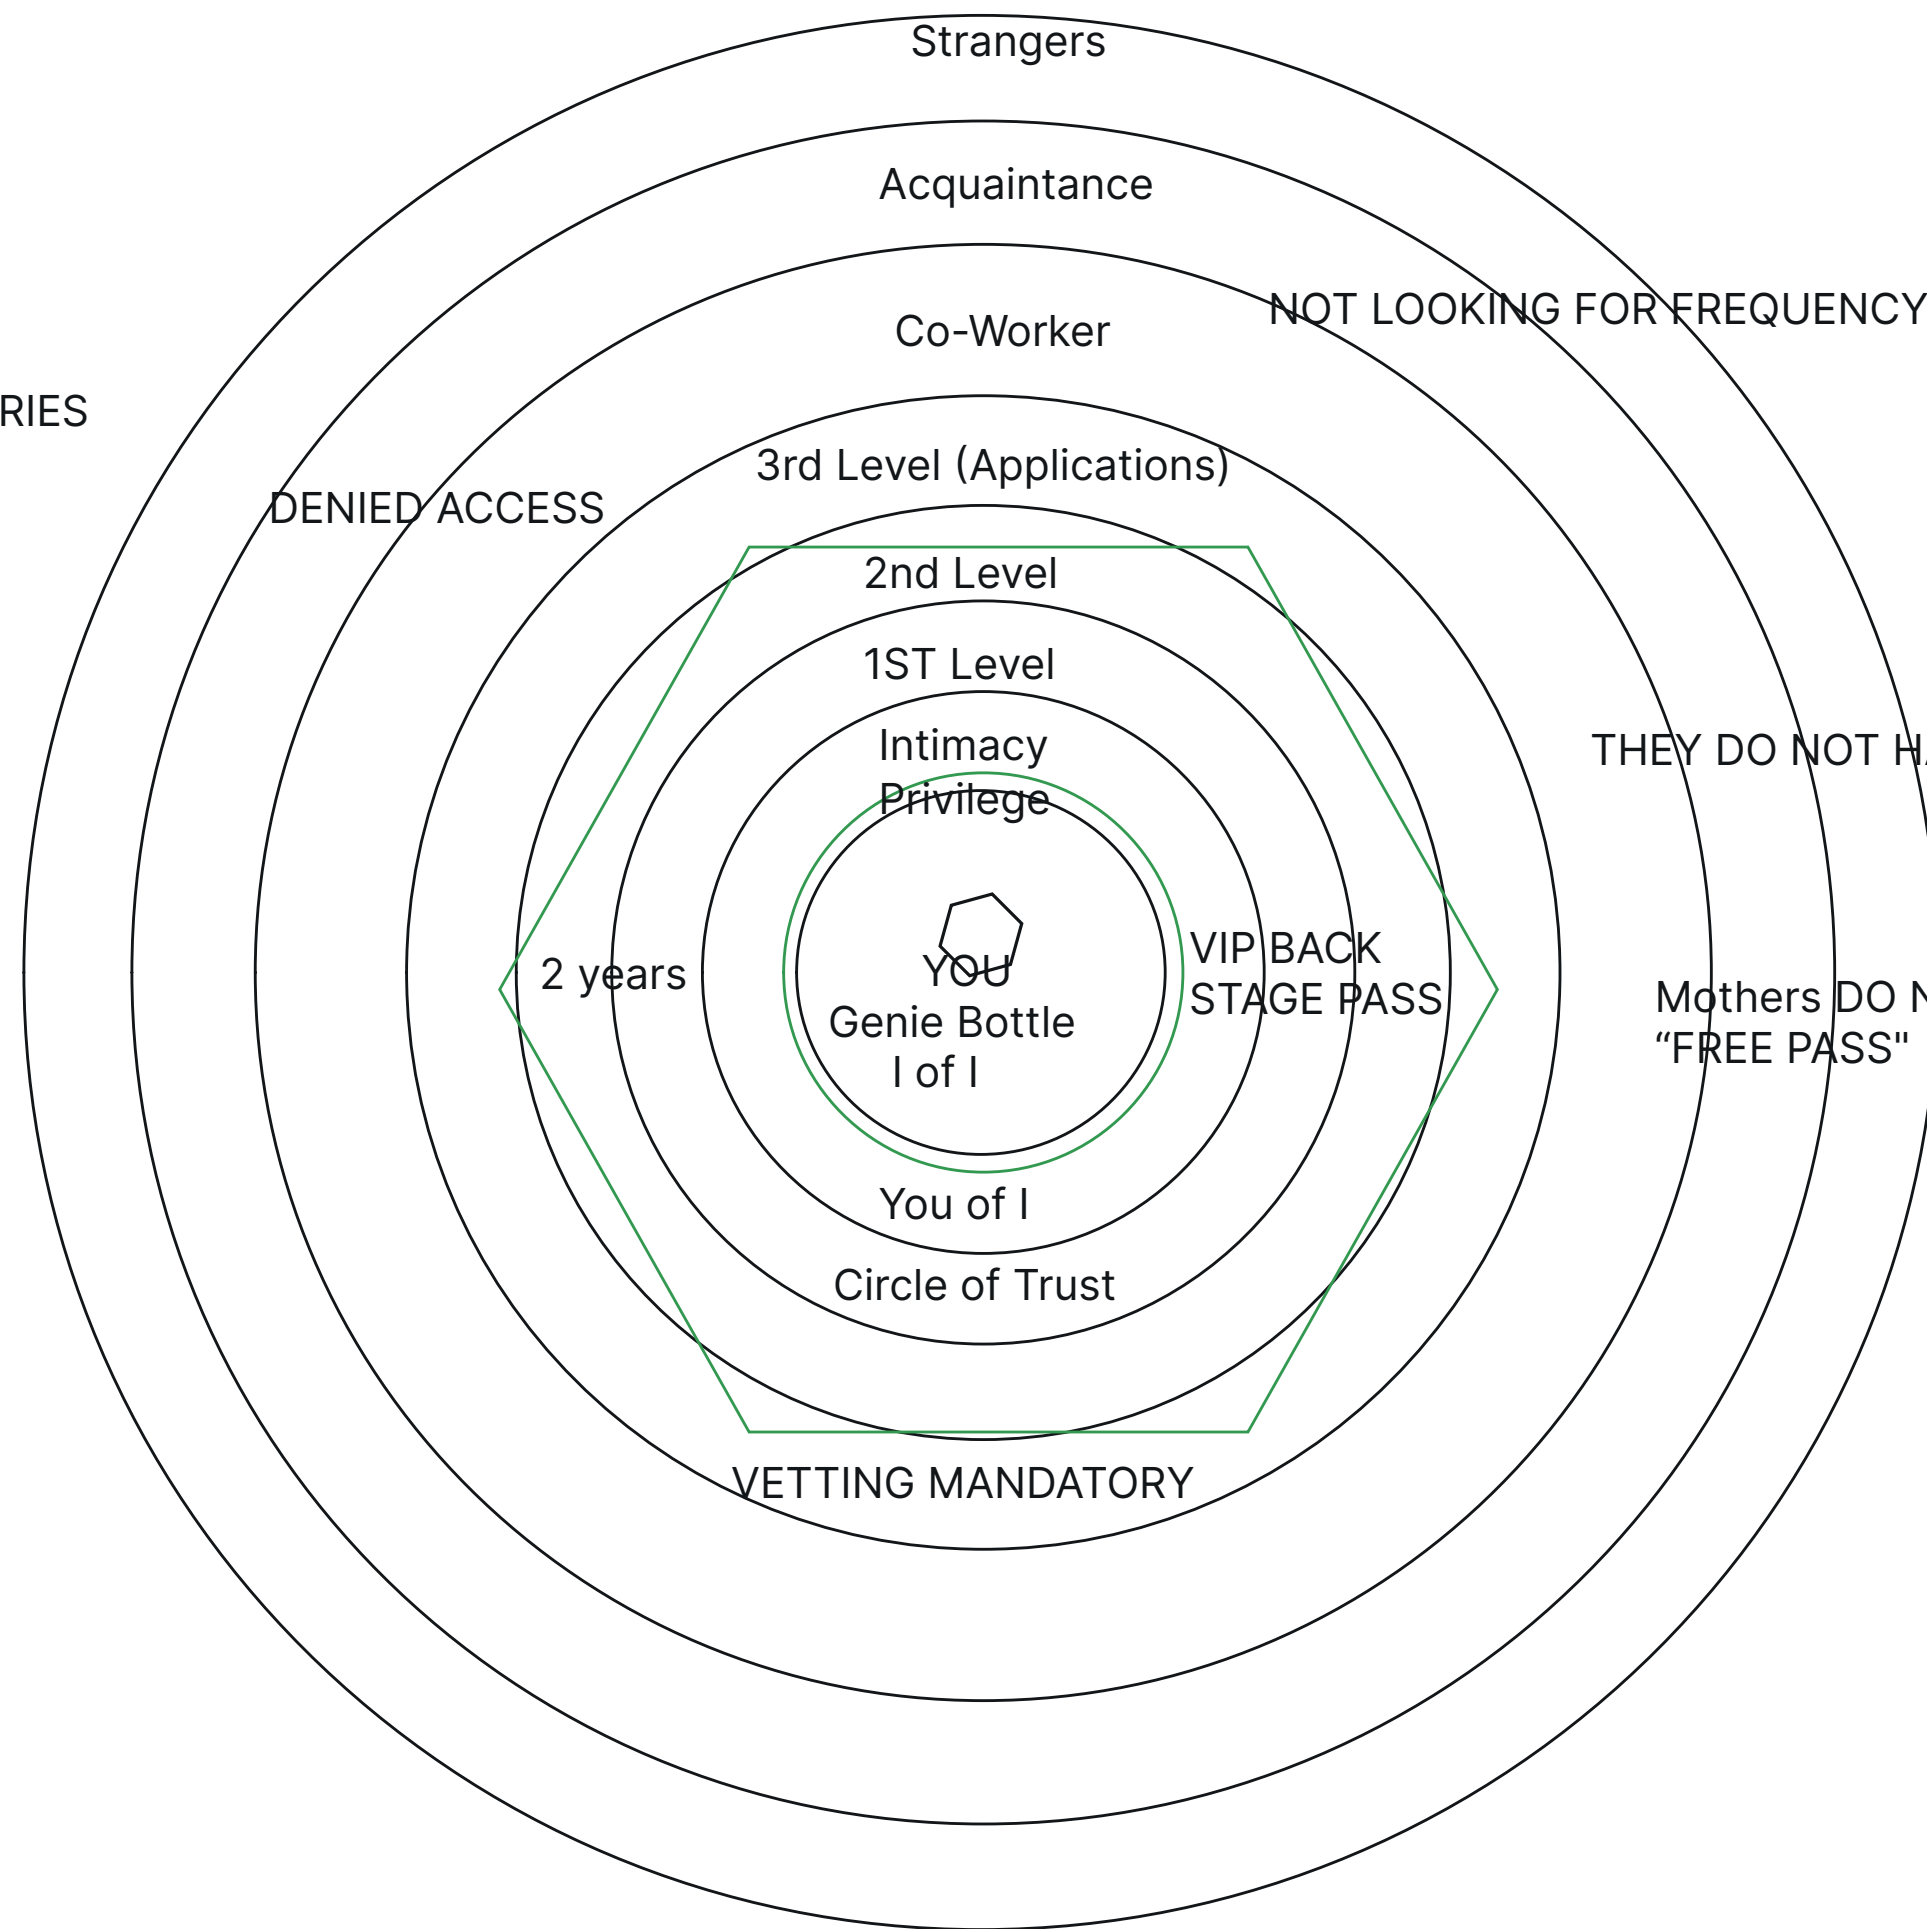 Strangers
Acquaintance
NOT LOOKING FOR FREQUENCY
Co-Worker
RIES
3rd Level (Applications)
DENIED ACCESS
2nd Level
1ST Level
Intimacy
Privilege
THEY DO NOT
VIP BACK
STAGE PASS
2 years
YOU
Genie Bottle
I of I
Mothers DO
“FREE PASS"
You of I
Circle of Trust
VETTING MANDATORY